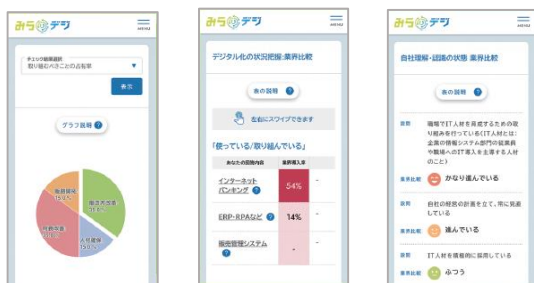 みらデジ
MENU
チェック結果選択
取り組むべきことの占有率
表示
グラフ説明
みらデジ
MENU
デジタル化の状況把握:業界比較
表の説明
左右にスワイプできます
「使っている/取り組んでいる」
あなたの回答内容
業界導入率
インターネット
バンキング
54%
-
ERP・RPAなど
14%
-
販売管理システム
-
-
みらデジ
MENU
自社理解・認識の状態 業界比較
表の説明
設問
職場でIT人材を育成するための取
り組みを行っている(IT人材とは:
企業の情報システム部門の従業員
や職場へのIT導入を主導する人材
のこと)
業界比較
かなり進んでいる
設問
自社の経営の計画を立て、常に見直
している
業界比較
進んでいる
設問
IT人材を積極的に採用している
業界比較
ふつう